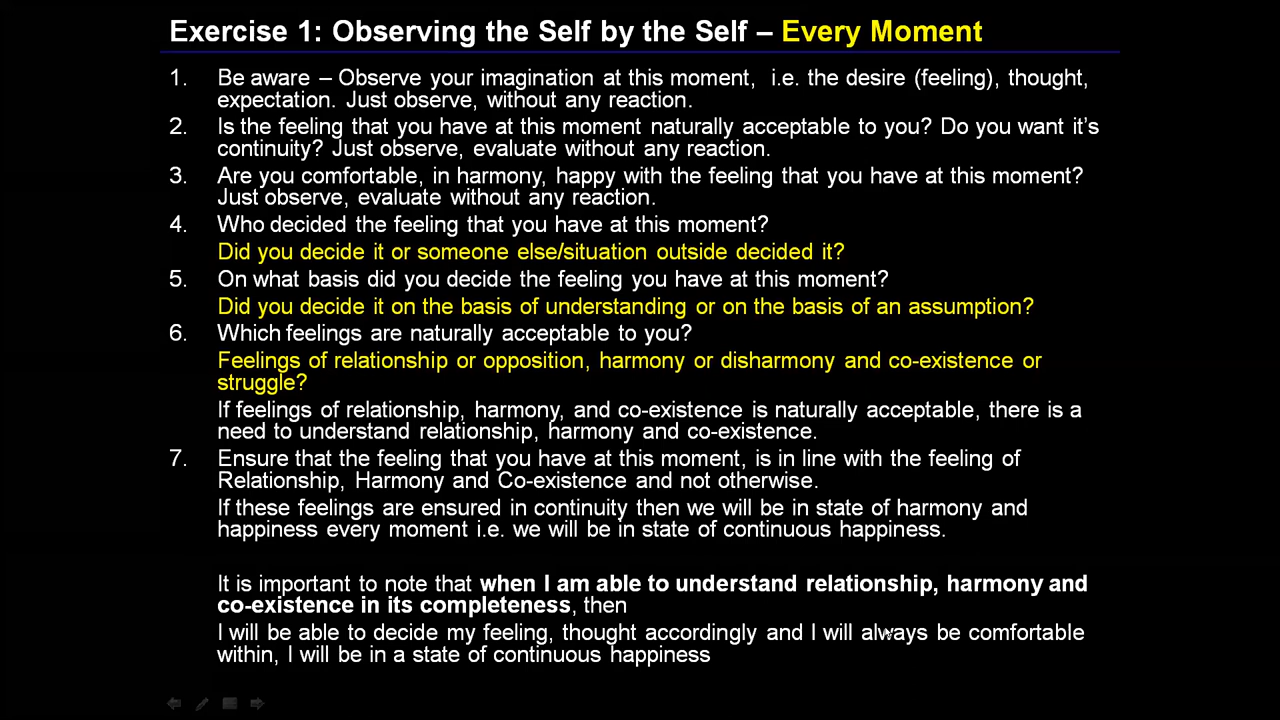 Exercise 1: Observing the Self by the Self – Every Moment
1. Be aware – Observe your imagination at this moment, i.e. the desire (feeling), thought,
expectation. Just observe, without any reaction.
2. Is the feeling that you have at this moment naturally acceptable to you? Do you want it's
continuity? Just observe, evaluate without any reaction.
3. Are you comfortable, in harmony, happy with the feeling that you have at this moment?
Just observe, evaluate without any reaction.
4. Who decided the feeling that you have at this moment?
Did you decide it or someone else/situation outside decided it?
5. On what basis did you decide the feeling you have at this moment?
Did you decide it on the basis of understanding or on the basis of an assumption?
6. Which feelings are naturally acceptable to you?
Feelings of relationship or opposition, harmony or disharmony and co-existence or
struggle?
If feelings of relationship, harmony, and co-existence is naturally acceptable, there is a
need to understand relationship, harmony and co-existence.
7. Ensure that the feeling that you have at this moment, is in line with the feeling of
Relationship, Harmony and Co-existence and not otherwise.
If these feelings are ensured in continuity then we will be in state of harmony and
happiness every moment i.e. we will be in state of continuous happiness.
It is important to note that when I am able to understand relationship, harmony and
co-existence in its completeness, then
I will be able to decide my feeling, thought accordingly and I will always be comfortable
within, I will be in a state of continuous happiness